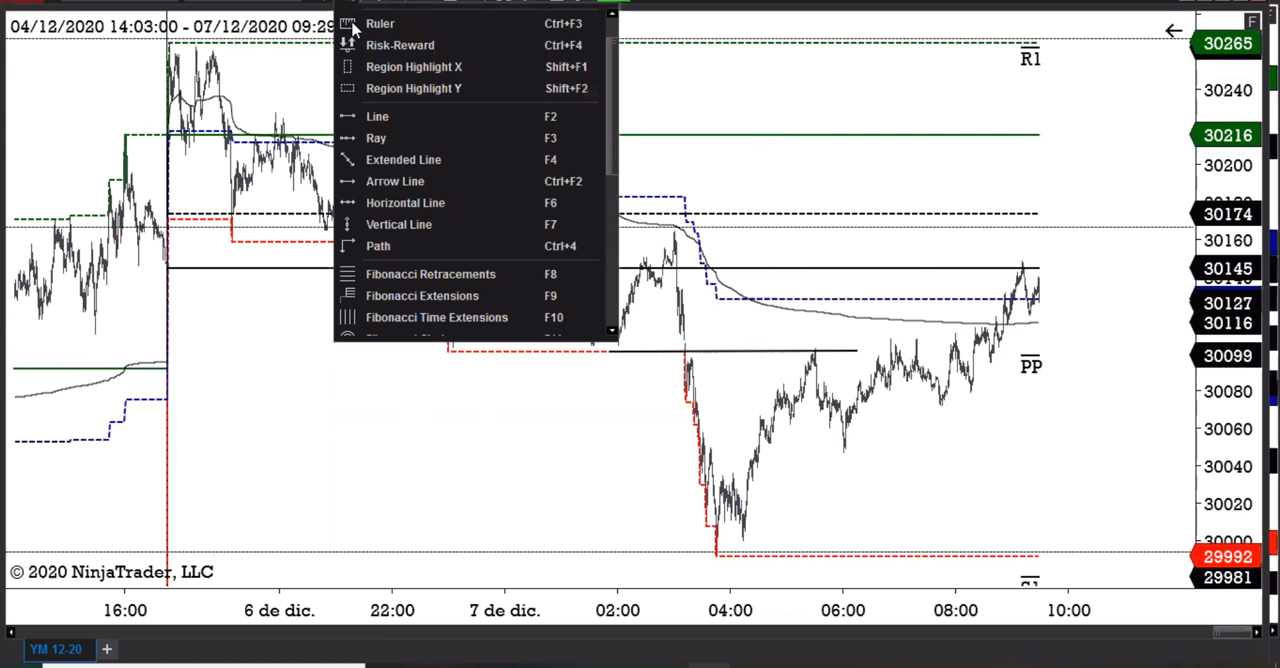 04/12/2020 14:03:00 - 07/12/2020 09:29
Ruler Ctrl+F3
Risk-Reward Ctrl+F4
Region Highlight X Shift+F1
Region Highlight Y Shift+F2
Line F2
Ray F3
Extended Line F4
Arrow Line Ctrl+F2
Horizontal Line F6
Vertical Line F7
Path Ctrl+4
Fibonacci Retracements F8
Fibonacci Extensions F9
Fibonacci Time Extensions F10
F
R1
PP
30265
30240
30216
30200
30174
30160
30145
30127
30116
30099
30080
30060
30040
30020
30000
29992
29981
© 2020 NinjaTrader, LLC
16:00 6 de dic. 22:00 7 de dic. 02:00 04:00 06:00 08:00 10:00
YM 12-20 +